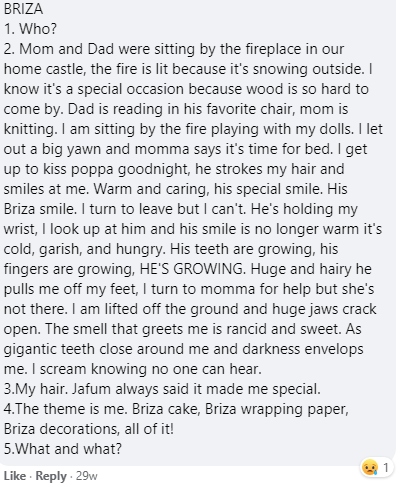 BRIZA
1. Who?
2. Mom and Dad were sitting by the fireplace in our
home castle, the fire is lit because it's snowing outside. I
know it's a special occasion because wood is so hard to
come by. Dad is reading in his favorite chair, mom is
knitting. I am sitting by the fire playing with my dolls. I let
out a big yawn and momma says it's time for bed. I get
up to kiss poppa goodnight, he strokes my hair and
smiles at me. Warm and caring, his special smile. His
Briza smile. I turn to leave but I can't. He's holding my
wrist, I look up at him and his smile is no longer warm it's
cold, garish, and hungry. His teeth are growing, his
fingers are growing, HE'S GROWING. Huge and hairy he
pulls me off my feet, I turn to momma for help but she's
not there. I am lifted off the ground and huge jaws crack
open. The smell that greets me is rancid and sweet. As
gigantic teeth close around me and darkness envelops
me. I scream knowing no one can hear.
3.My hair. Jafum always said it made me special.
4.The theme is me. Briza cake, Briza wrapping paper,
Briza decorations, all of it!
5.What and what?
1
Like · Reply · 29w